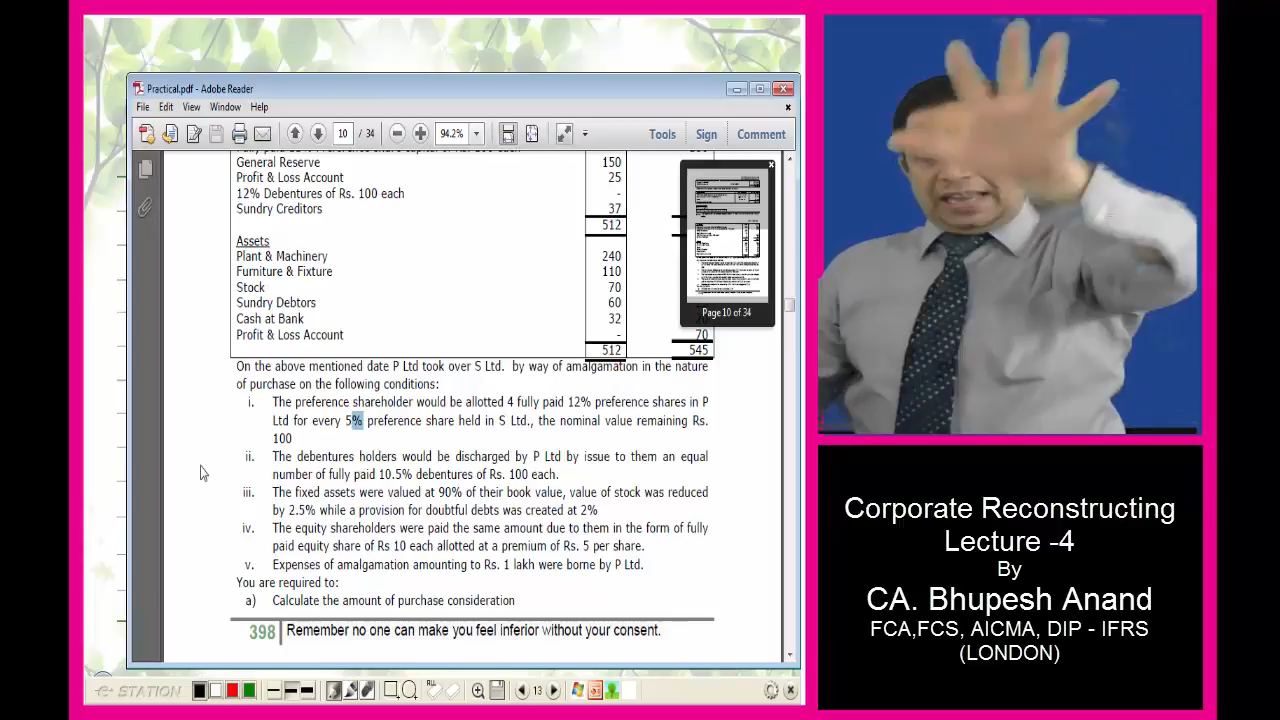 Practical.pdf - Adobe Reader
File Edit View Window Help
10 / 34 94.2% Tools Sign Comment
General Reserve 150
Profit & Loss Account 25
12% Debentures of Rs. 100 each -
Sundry Creditors 37
512
Assets
Plant & Machinery 240
Furniture & Fixture 110
Stock 70
Sundry Debtors 60
Cash at Bank 32
Profit & Loss Account - 70
512 545
Page 10 of 34
On the above mentioned date P Ltd took over S Ltd. by way of amalgamation in the nature
of purchase on the following conditions:
i. The preference shareholder would be allotted 4 fully paid 12% preference shares in P
Ltd for every 5% preference share held in S Ltd., the nominal value remaining Rs.
100
ii. The debentures holders would be discharged by P Ltd by issue to them an equal
number of fully paid 10.5% debentures of Rs. 100 each.
iii. The fixed assets were valued at 90% of their book value, value of stock was reduced
by 2.5% while a provision for doubtful debts was created at 2%
iv. The equity shareholders were paid the same amount due to them in the form of fully
paid equity share of Rs 10 each allotted at a premium of Rs. 5 per share.
v. Expenses of amalgamation amounting to Rs. 1 lakh were borne by P Ltd.
You are required to:
a) Calculate the amount of purchase consideration
398 Remember no one can make you feel inferior without your consent.
e-STATION 13
Corporate Reconstructing
Lecture -4
By
CA. Bhupesh Anand
FCA,FCS, AICMA, DIP - IFRS
(LONDON)